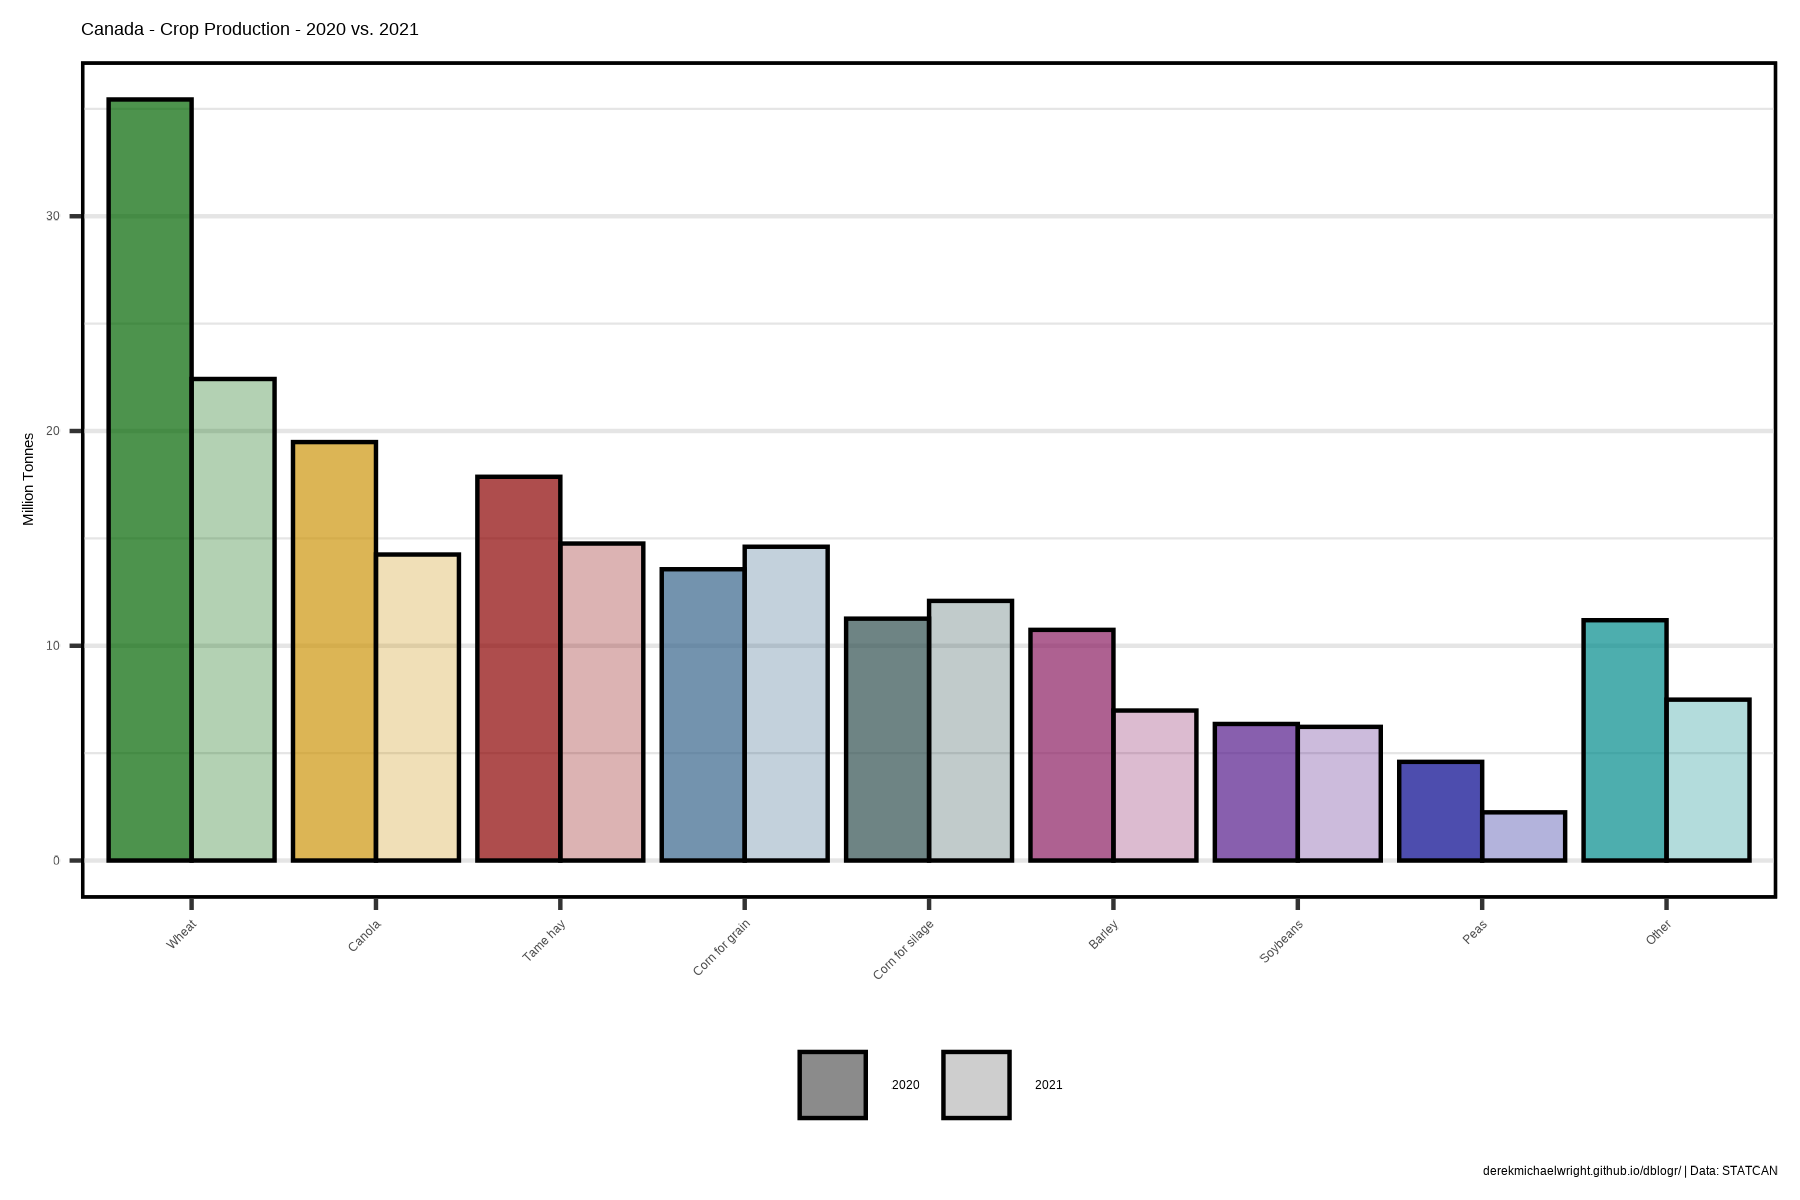 Canada - Crop Production - 2020 vs. 2021
Million Tonnes
30
20
10
0
Wheat
Canola
Tame hay
Corn for grain
Corn for silage
Barley
Soybeans
Peas
Other
2020
2021
derekmichaelwright.github.io/dblogr/ | Data: STATCAN